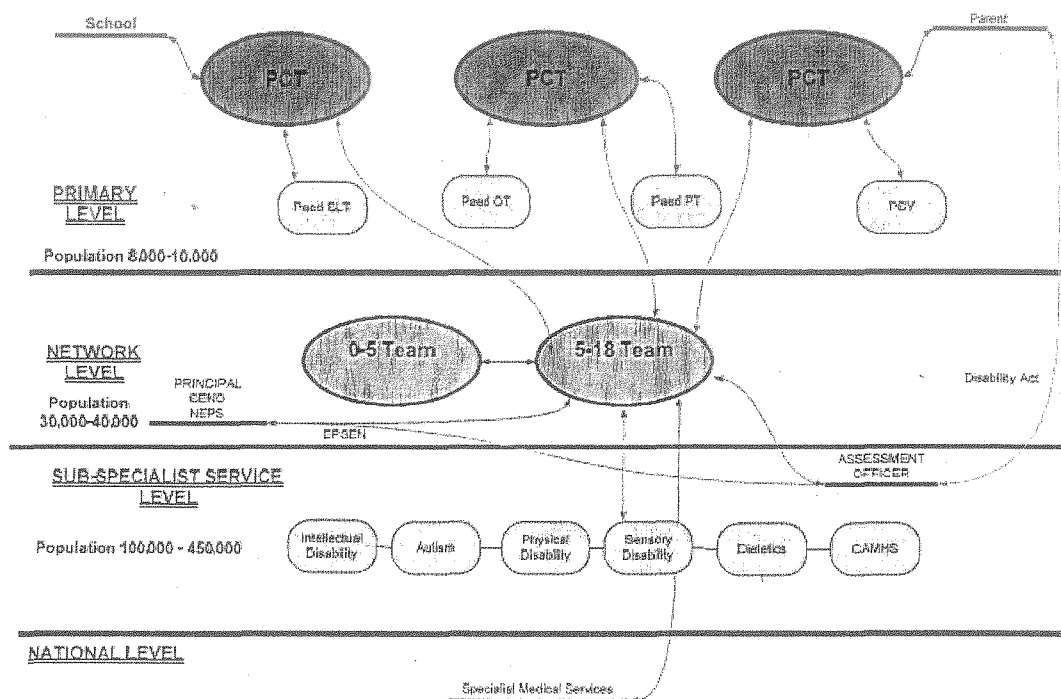 School
Parent
PCT
PCT
PCT
Paed SLT
Paed OT
Paed PT
PRIMARY
LEVEL
Population 8,000-10,000
NETWORK
LEVEL
0-5 Team
5-18 Team
Disability Act
PRINCIPAL
SENO
NEPS
Population
30,000-40,000
EPSEN
SUB-SPECIALIST SERVICE
LEVEL
ASSESSMENT
OFFICER
Population 100,000 - 450,000
Intellectual
Disability
Autism
Physical
Disability
Sensory
Disability
Dietetics
CAMHS
NATIONAL LEVEL
Specialist Medical Services